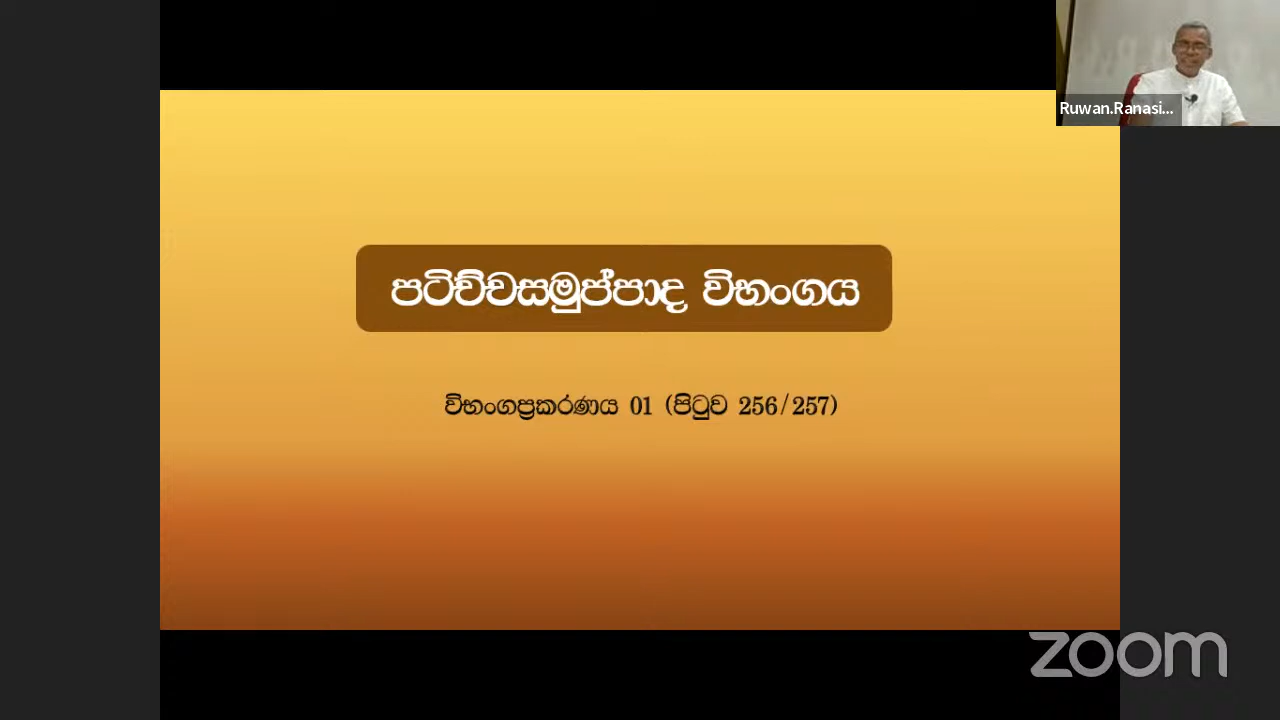 Ruwan.Ranasi...
පටිච්චසමුප්පාද විභංගය
විභංගප්‍රකරණය 01 (පිටුව 256/257)
zoom